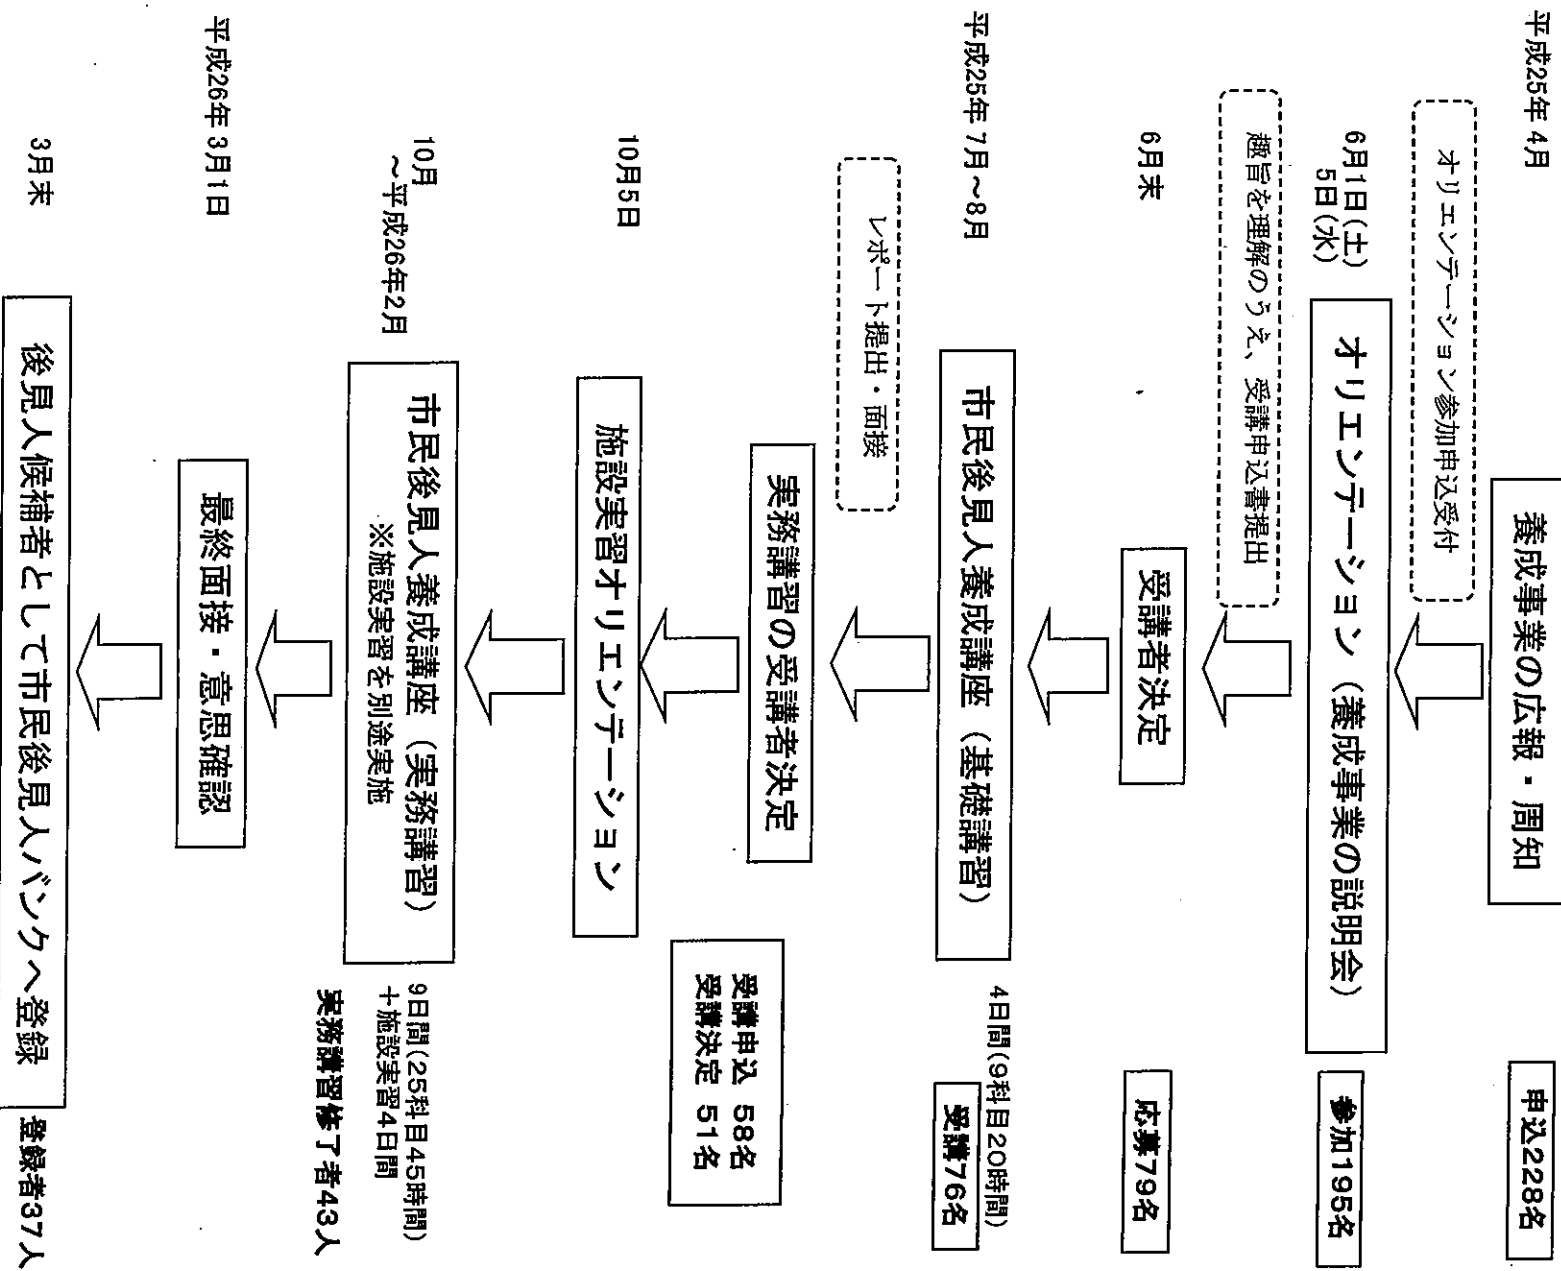 平成25年4月
養成事業の広報・周知
申込228名
オリエンテーション参加申込受付
6月1日(土)
5日(水)
オリエンテーション（養成事業の説明会）
参加195名
趣旨を理解のうえ、受講申込書提出
6月末
受講者決定
応募79名
平成25年7月～8月
市民後見人養成講座（基礎講習）
4日間(9科目20時間)
受講76名
レポート提出・面接
実務講習の受講者決定
受講申込 58名
受講決定 51名
10月5日
施設実習オリエンテーション
10月
～平成26年2月
市民後見人養成講座（実務講習）
※施設実習を別途実施
9日間(25科目45時間)
＋施設実習4日間
実務講習修了者43人
平成26年3月1日
最終面接・意思確認
3月末
後見人候補者として市民後見人バンクへ登録
登録者37人